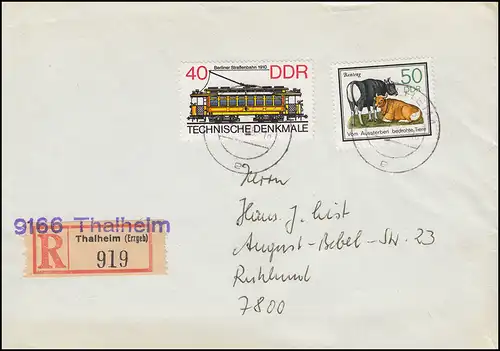 Berliner Straßenbahn 1910
40 DDR
TECHNISCHE DENKMALE
Banteng
50
DDR
Vom Aussterben bedrohte Tiere
9166 Thalheim
R
Thalheim (Erzgeb)
919
Herrn
Hans J. List
August-Bebel-Str. 23
Ruhland
7800